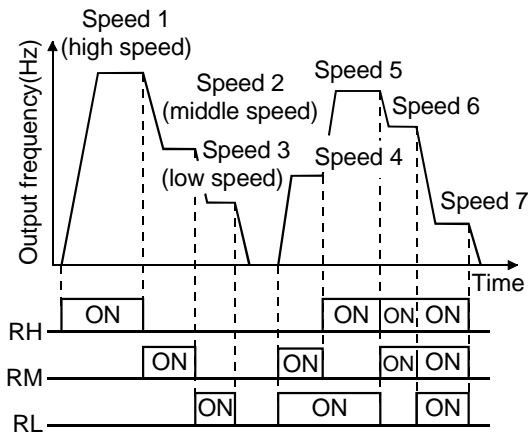 Speed 1
(high speed)
Output frequency(Hz)
Speed 2
(middle speed)
Speed 3
(low speed)
Speed 5
Speed 4
Speed 6
Speed 7
Time
RH ON ON ON ON
RM ON ON ON ON
RL ON ON ON